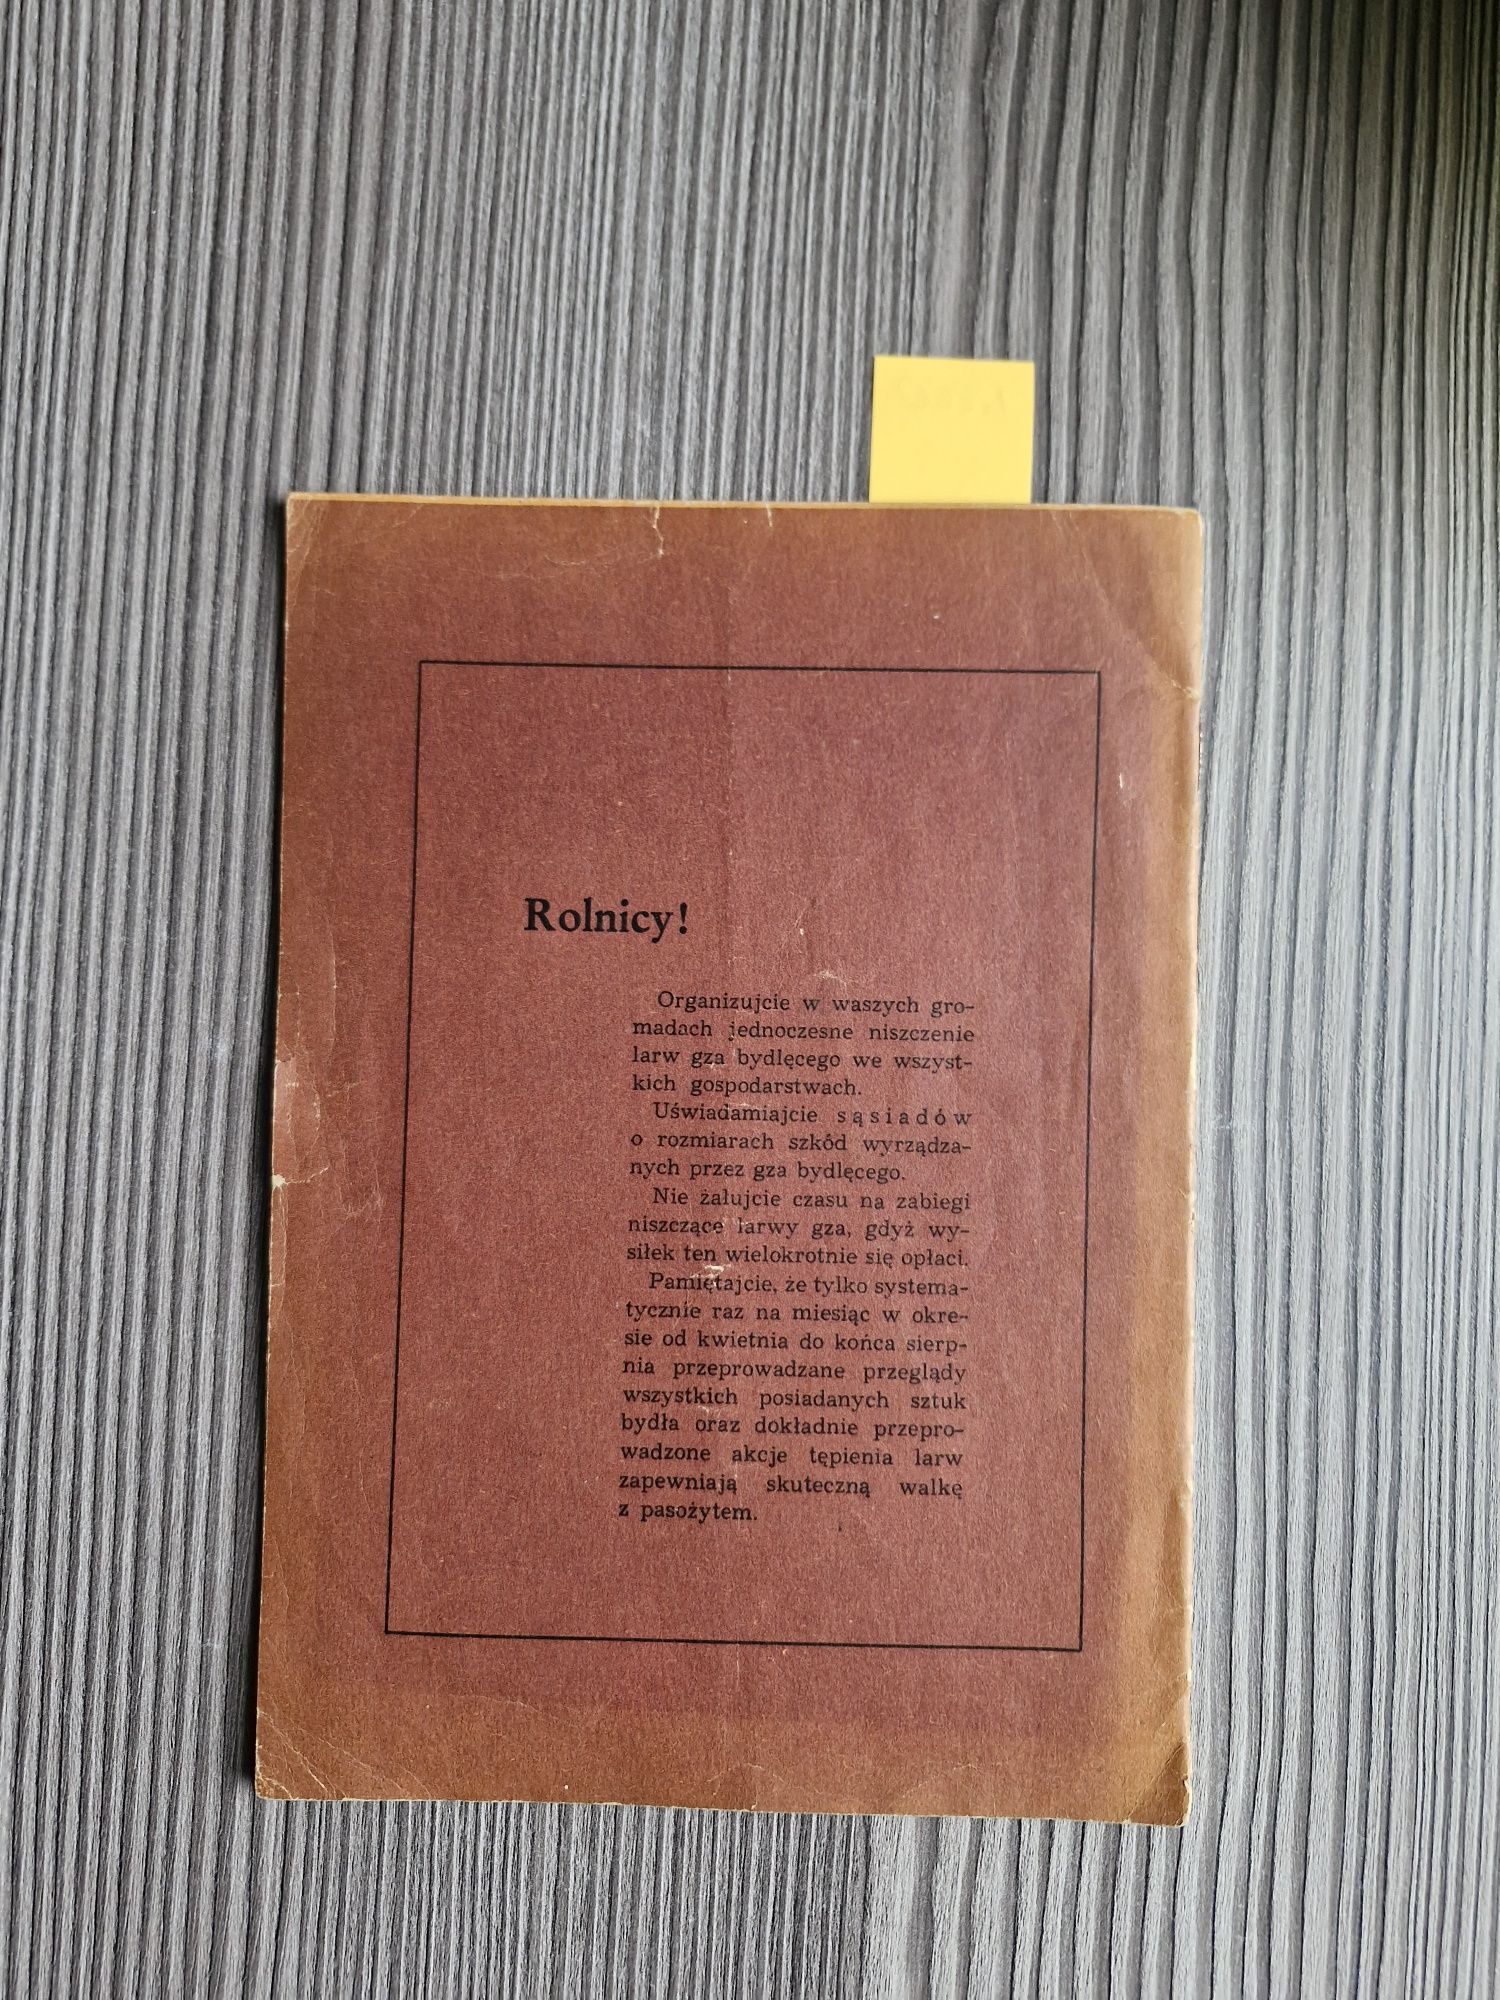 Rolnicy!
Organizujcie w waszych gro-
madach jednoczesne niszczenie
larw gza bydlęcego we wszyst-
kich gospodarstwach.
Uświadamiajcie sąsiadów
o rozmiarach szkód wyrządza-
nych przez gza bydlęcego.
Nie żałujcie czasu na zabiegi
niszczące larwy gza, gdyż wy-
siłek ten wielokrotnie się opłaci.
Pamiętajcie, że tylko systema-
tycznie raz na miesiąc w okre-
sie od kwietnia do końca sierp-
nia przeprowadzane przeglądy
wszystkich posiadanych sztuk
bydła oraz dokładnie przepro-
wadzone akcje tępienia larw
zapewniają skuteczną walkę
z pasożytem.